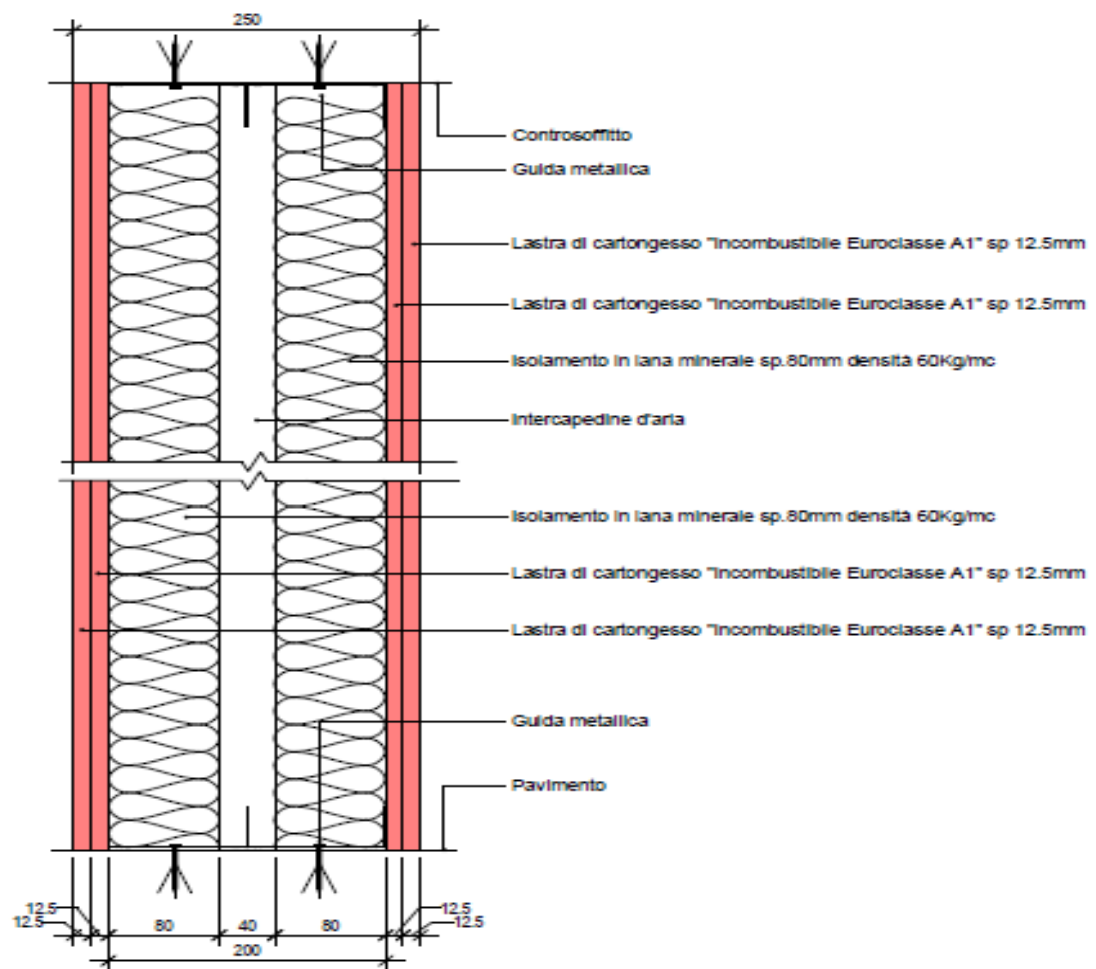 250
Controsoffitto
Guida metallica
Lastra di cartongesso "Incombustibile Euroclasse A1" sp 12.5mm
Lastra di cartongesso "Incombustibile Euroclasse A1" sp 12.5mm
Isolamento in lana minerale sp.80mm densità 60Kg/mc
Intercapedine d'aria
Isolamento in lana minerale sp.80mm densità 60Kg/mc
Lastra di cartongesso "Incombustibile Euroclasse A1" sp 12.5mm
Lastra di cartongesso "Incombustibile Euroclasse A1" sp 12.5mm
Guida metallica
Pavimento
12.5
12.5
80
40
80
12.5
12.5
200